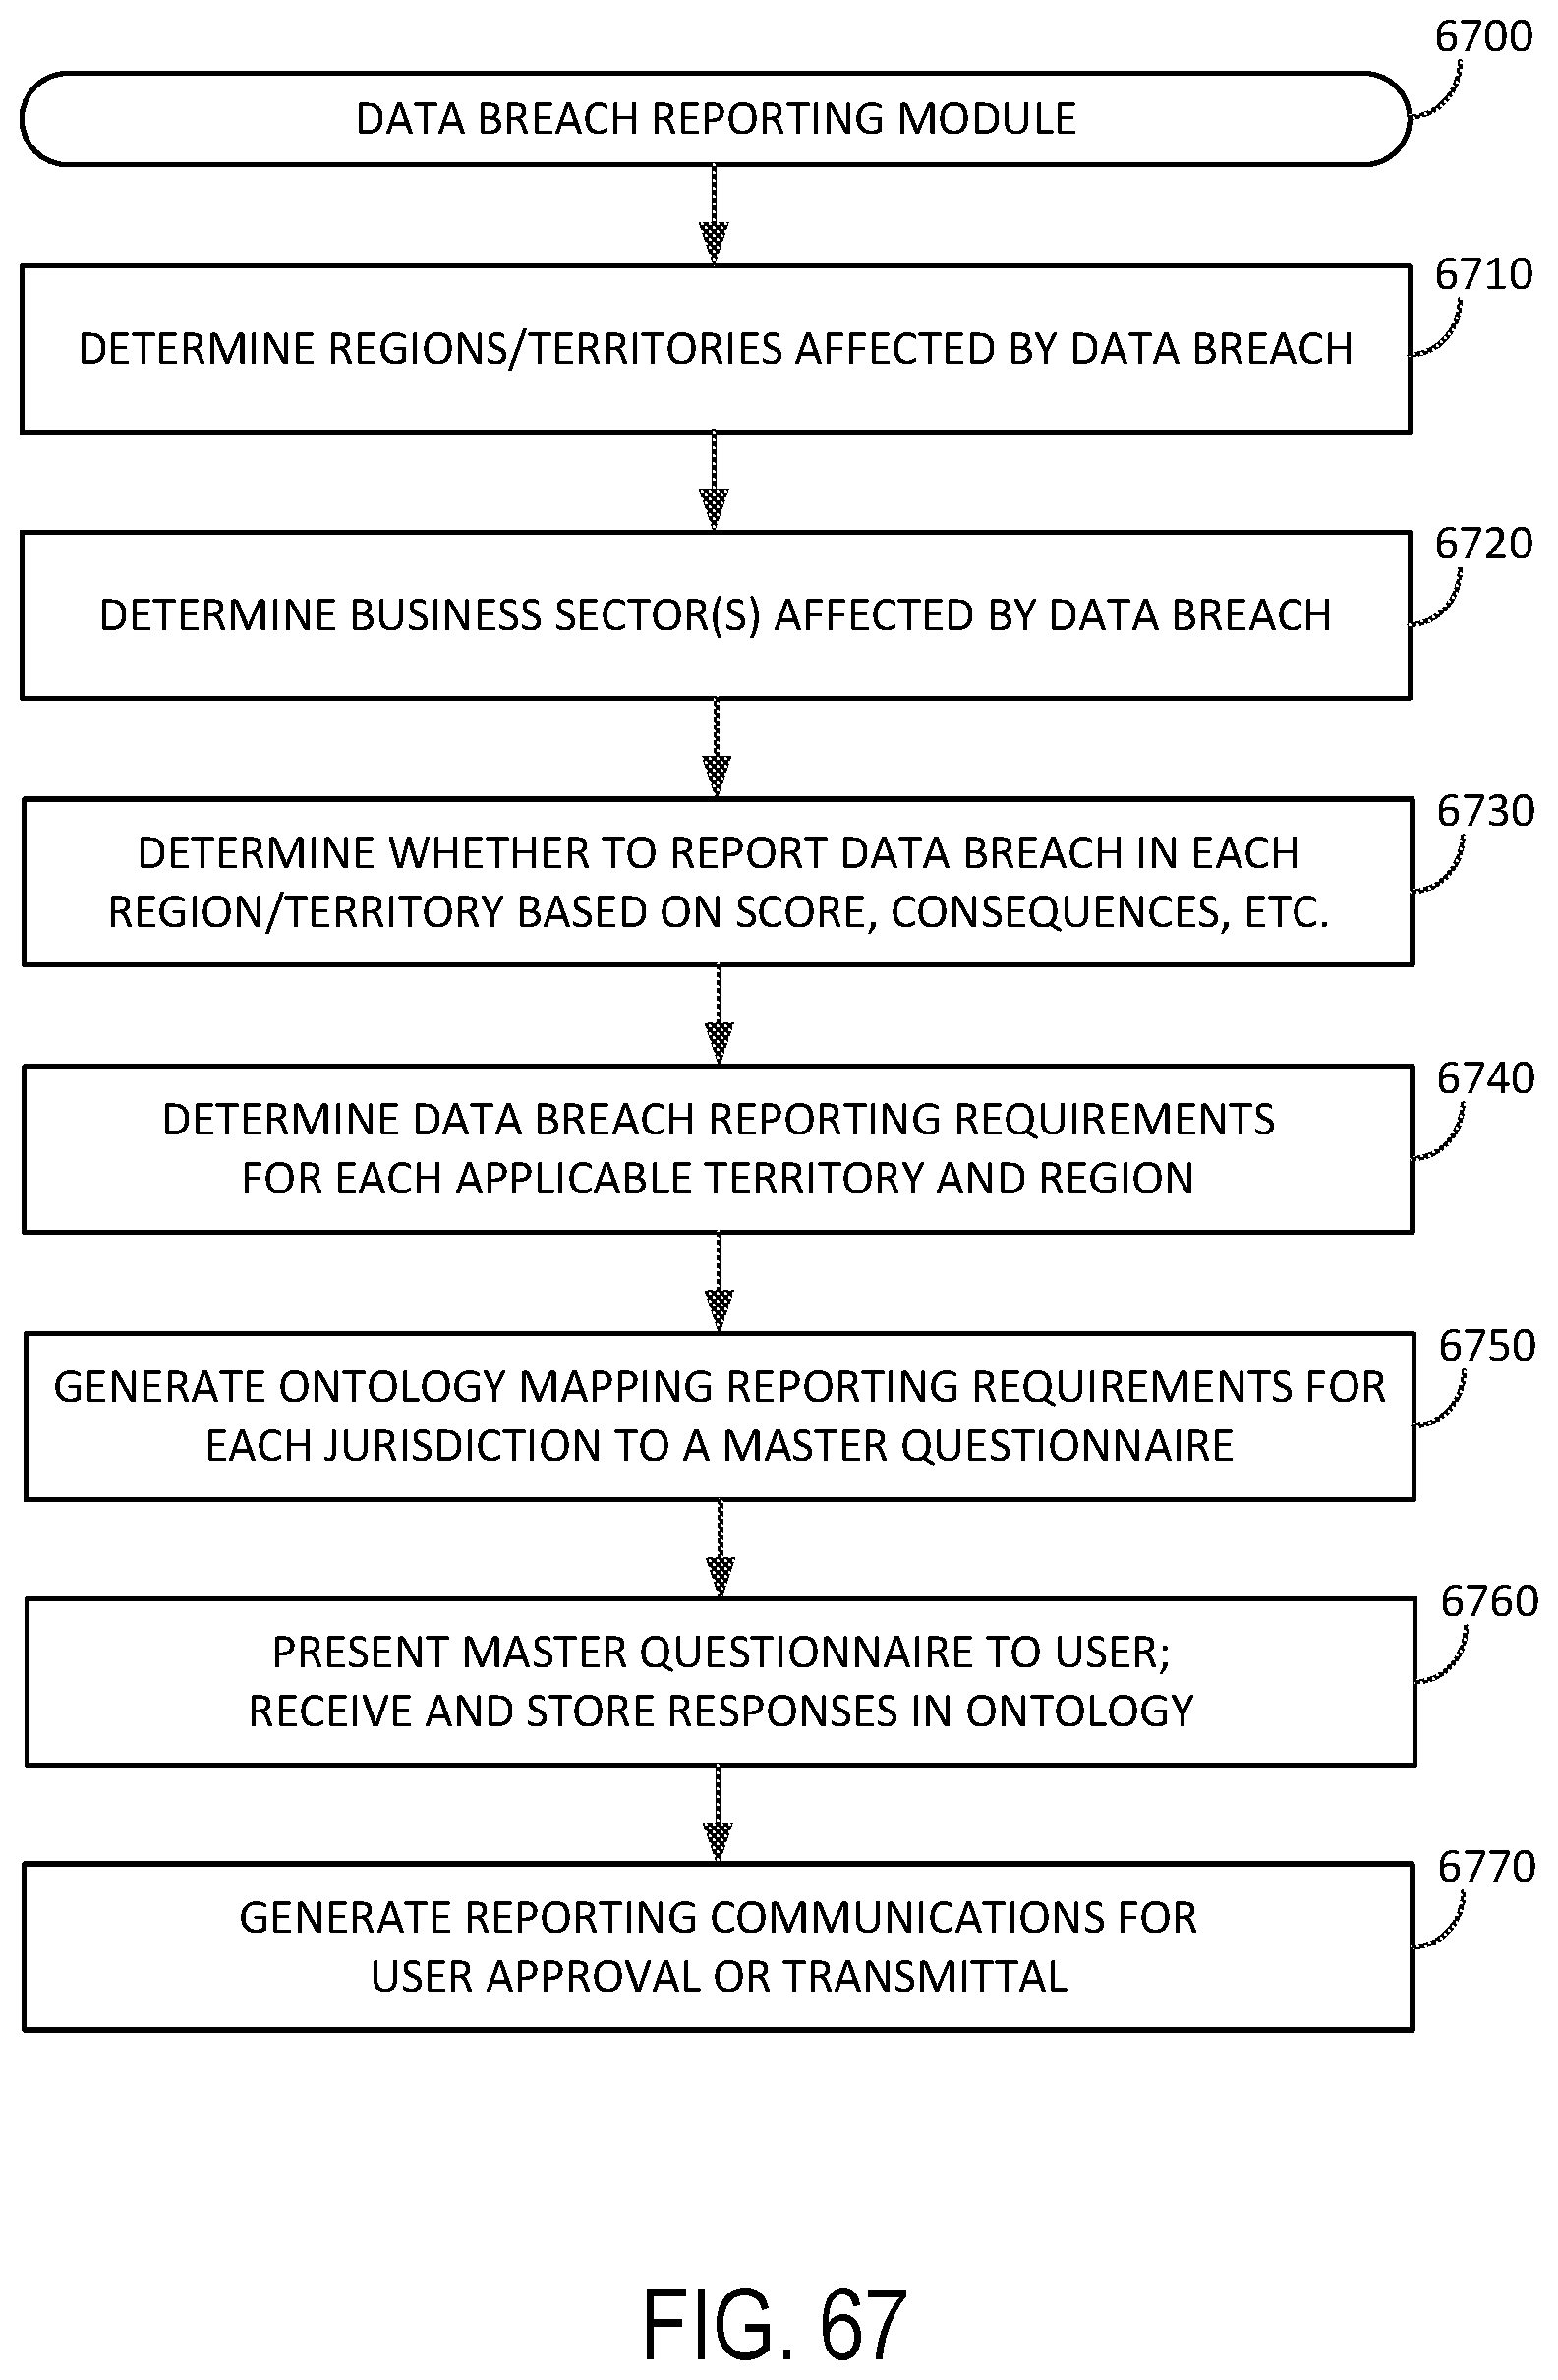 6700
DATA BREACH REPORTING MODULE
6710
DETERMINE REGIONS/TERRITORIES AFFECTED BY DATA BREACH
6720
DETERMINE BUSINESS SECTOR(S) AFFECTED BY DATA BREACH
6730
DETERMINE WHETHER TO REPORT DATA BREACH IN EACH
REGION/TERRITORY BASED ON SCORE, CONSEQUENCES, ETC.
6740
DETERMINE DATA BREACH REPORTING REQUIREMENTS
FOR EACH APPLICABLE TERRITORY AND REGION
6750
GENERATE ONTOLOGY MAPPING REPORTING REQUIREMENTS FOR
EACH JURISDICTION TO A MASTER QUESTIONNAIRE
6760
PRESENT MASTER QUESTIONNAIRE TO USER;
RECEIVE AND STORE RESPONSES IN ONTOLOGY
6770
GENERATE REPORTING COMMUNICATIONS FOR
USER APPROVAL OR TRANSMITTAL
FIG. 67